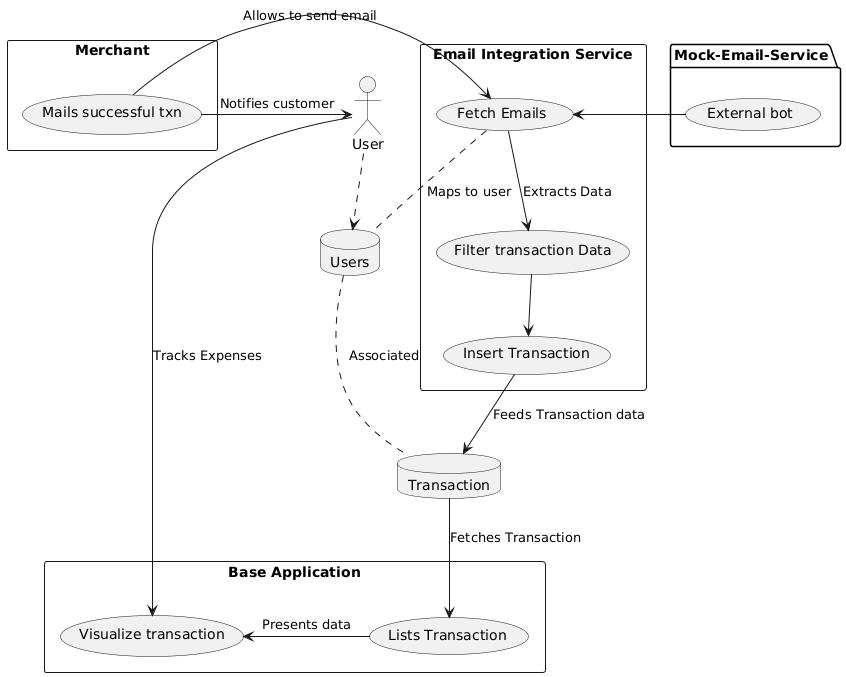 Allows to send email
Merchant
Email Integration Service
Mock-Email-Service
Mails successful txn
Notifies customer
Fetch Emails
External bot
User
Maps to user
Extracts Data
Users
Filter transaction Data
Tracks Expenses
Associated
Insert Transaction
Feeds Transaction data
Transaction
Fetches Transaction
Base Application
Visualize transaction
Presents data
Lists Transaction